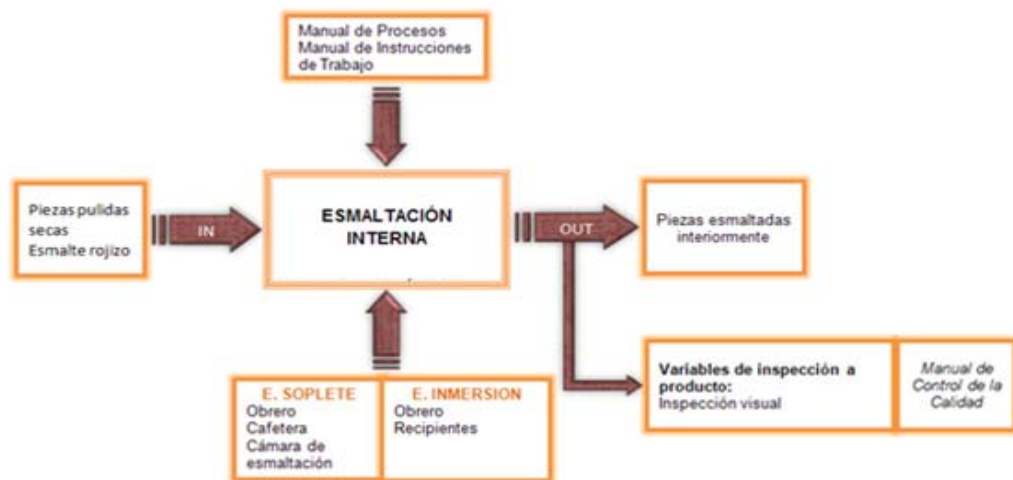 Manual de Procesos
Manual de Instrucciones
de Trabajo
Piezas pulidas
secas
Esmalte rojizo
IN
ESMALTACIÓN
INTERNA
OUT
Piezas esmaltadas
interiormente
E. SOPLETE
Obrero
Cafetera
Cámara de
esmaltación
E. INMERSION
Obrero
Recipientes
Variables de inspección a
producto:
Inspección visual
Manual de
Control de la
Calidad